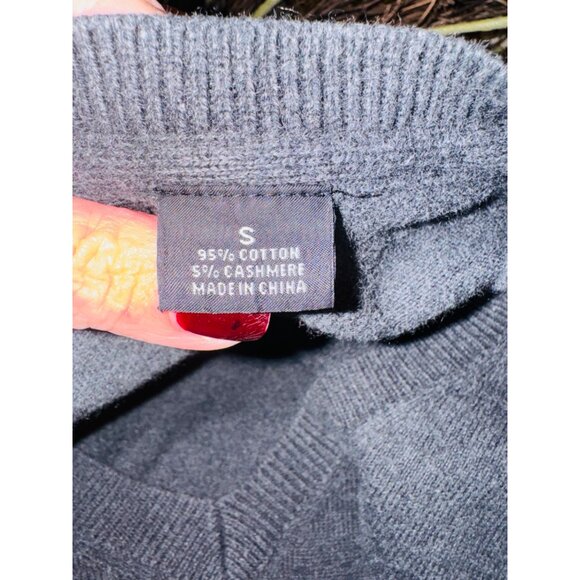 S
95% COTTON
5% CASHMERE
MADE IN CHINA